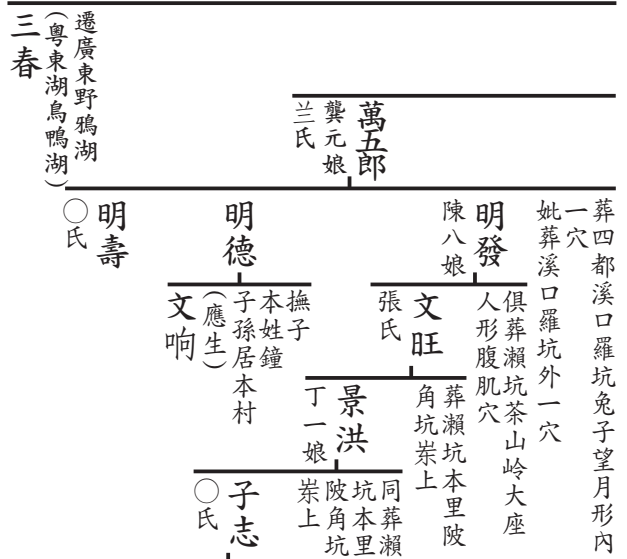 葬四都溪口羅坑兔子望月形內
一穴
妣葬溪口羅坑外一穴
萬五郎
龔元娘
兰氏
遷廣東野鴉湖
(粵東湖鳥鴨湖)
三春
俱葬瀨坑茶山岭大座
人形腹肌穴
明發
陳八娘
明德
明壽
○氏
葬瀨坑本里陂
角坑岽上
文旺
張氏
撫子
本姓鐘
子孫居本村
(應生)
文响
同葬瀨
坑本里
陂角坑
岽上
景洪
丁一娘
子志
○氏